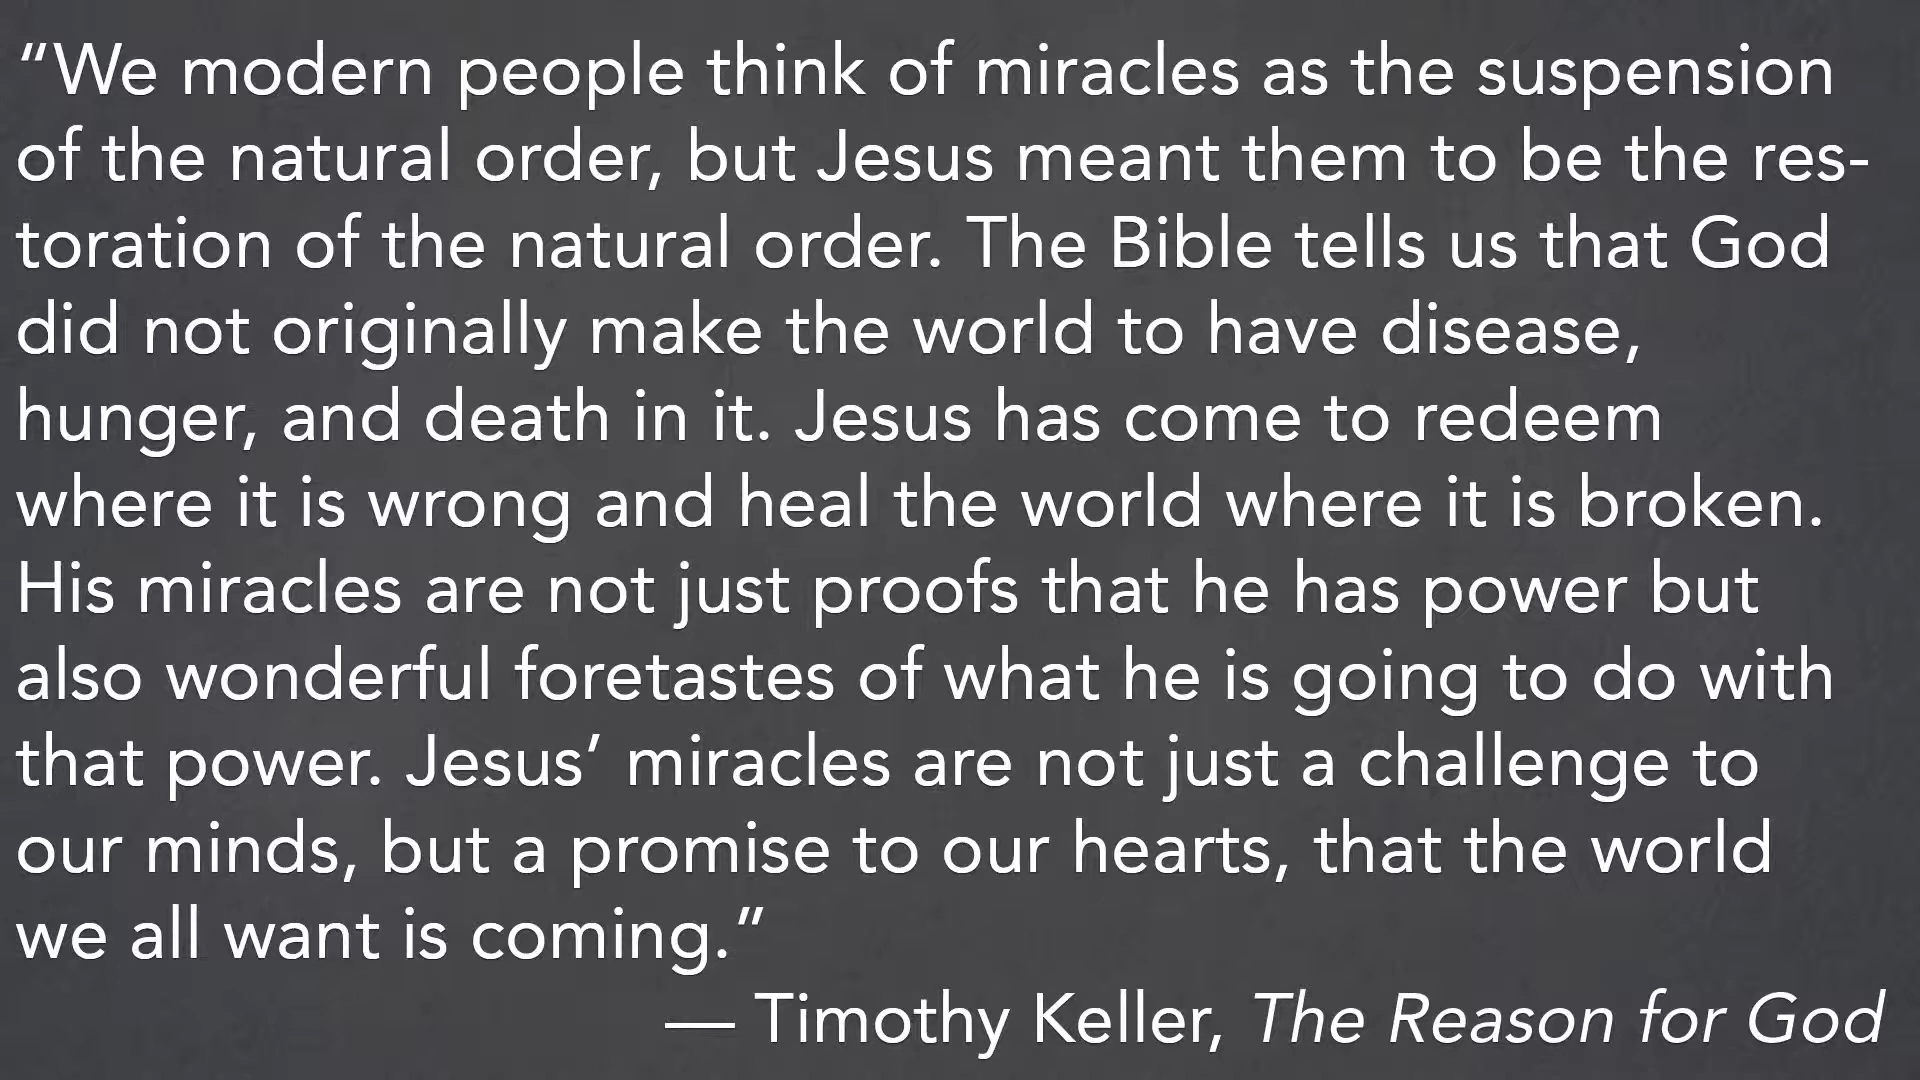 “We modern people think of miracles as the suspension
of the natural order, but Jesus meant them to be the res-
toration of the natural order. The Bible tells us that God
did not originally make the world to have disease,
hunger, and death in it. Jesus has come to redeem
where it is wrong and heal the world where it is broken.
His miracles are not just proofs that he has power but
also wonderful foretastes of what he is going to do with
that power. Jesus’ miracles are not just a challenge to
our minds, but a promise to our hearts, that the world
we all want is coming.”
— Timothy Keller, The Reason for God